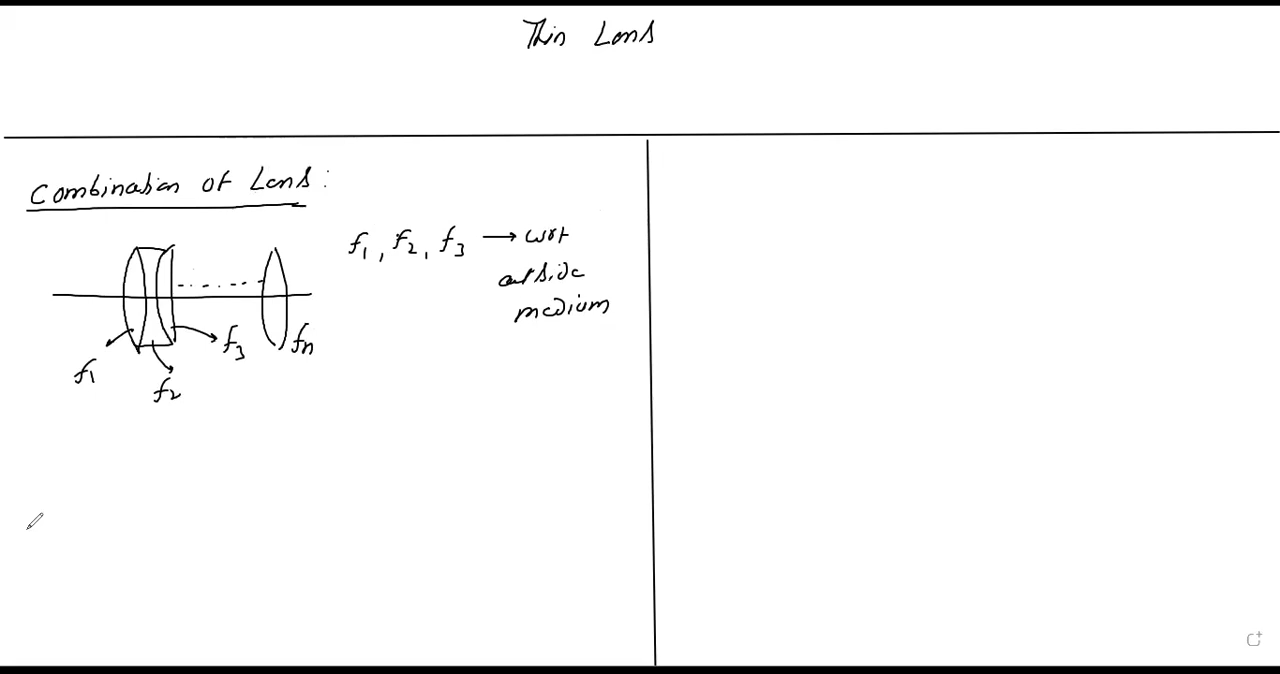 Thin Lens
Combination of Lens:
f1, f2, f3 → wrt
outside
medium
f1
f2
f3
fn